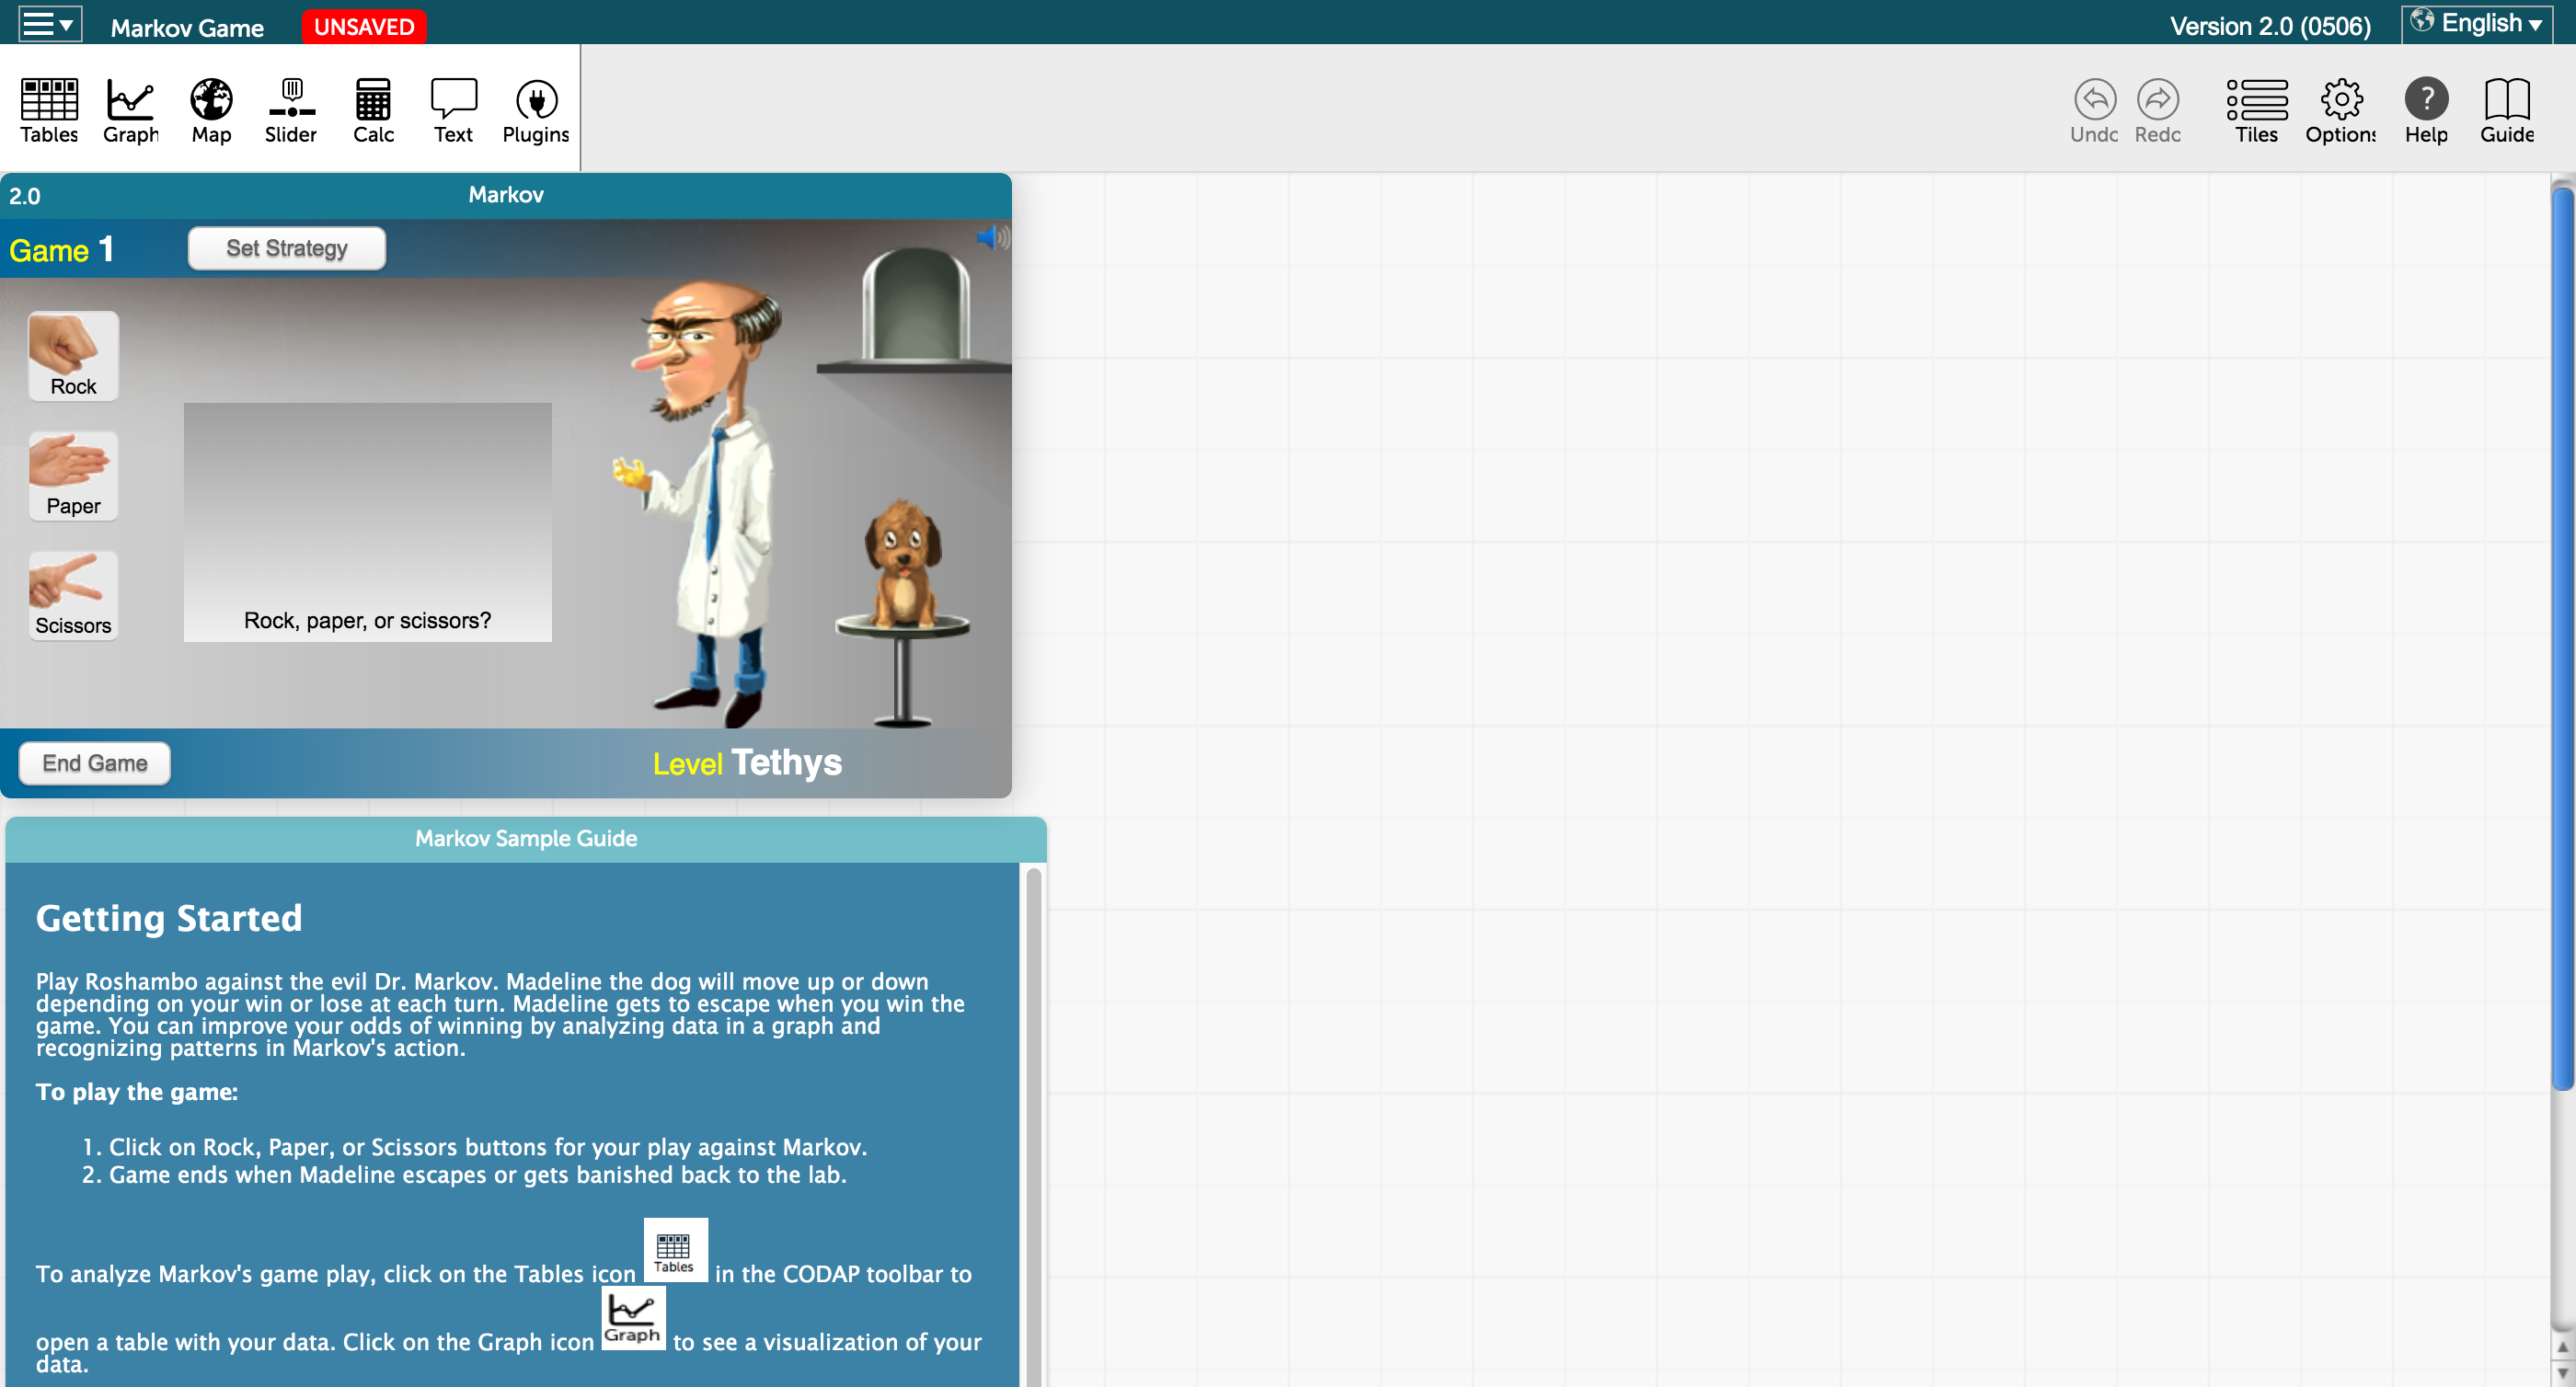 Markov Game UNSAVED Version 2.0 (0506) English
Tables Graph Map Slider Calc Text Plugins Undo Redo Tiles Options Help Guide
2.0 Markov
Game 1 Set Strategy
Rock
Paper
Scissors
Rock, paper, or scissors?
End Game Level Tethys
Markov Sample Guide
Getting Started
Play Roshambo against the evil Dr. Markov. Madeline the dog will move up or down
depending on your win or lose at each turn. Madeline gets to escape when you win the
game. You can improve your odds of winning by analyzing data in a graph and
recognizing patterns in Markov's action.
To play the game:
1. Click on Rock, Paper, or Scissors buttons for your play against Markov.
2. Game ends when Madeline escapes or gets banished back to the lab.
To analyze Markov's game play, click on the Tables icon Tables in the CODAP toolbar to
open a table with your data. Click on the Graph icon Graph to see a visualization of your
data.